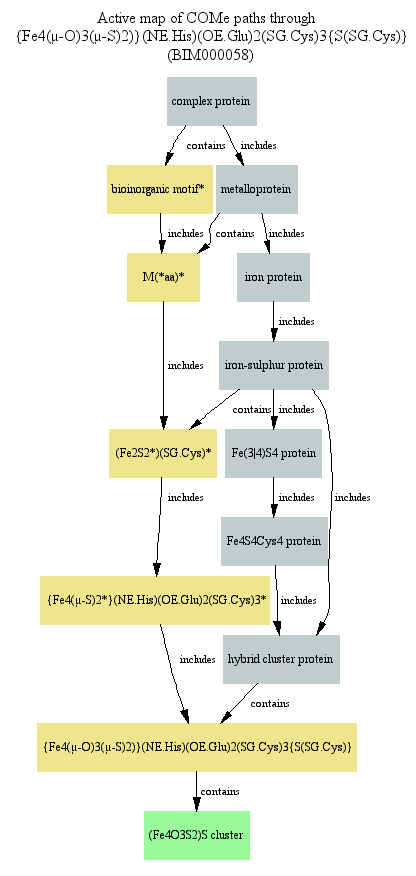 Active map of COMe paths through
{Fe4(μ-O)3(μ-S)2)}(NE.His)(OE.Glu)2(SG.Cys)3{S(SG.Cys)}
(BIM000058)
complex protein
contains
includes
bioinorganic motif*
metalloprotein
includes
contains
includes
M(*aa)*
iron protein
includes
includes
iron-sulphur protein
contains
includes
(Fe2S2*)(SG.Cys)*
Fe(3|4)S4 protein
includes
includes
includes
Fe4S4Cys4 protein
{Fe4(μ-S)2*}(NE.His)(OE.Glu)2(SG.Cys)3*
includes
includes
hybrid cluster protein
contains
{Fe4(μ-O)3(μ-S)2)}(NE.His)(OE.Glu)2(SG.Cys)3{S(SG.Cys)}
contains
(Fe4O3S2)S cluster